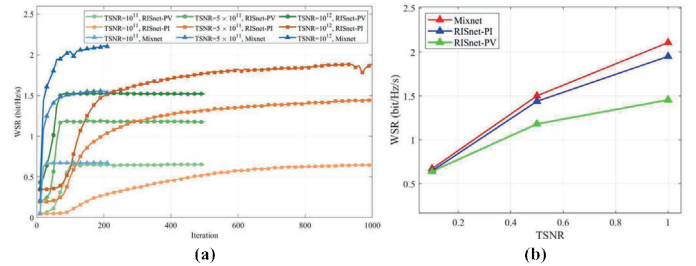 TSNR=10^11, RISnet-PV TSNR=5 × 10^11, RISnet-PV TSNR=10^12, RISnet-PV
TSNR=10^11, RISnet-PI TSNR=5 × 10^11, RISnet-PI TSNR=10^12, RISnet-PI
TSNR=10^11, Mixnet TSNR=5 × 10^11, Mixnet TSNR=10^12, Mixnet
2
1.5
1
0.5
0
WSR (bit/Hz/s)
0 200 400 600 800 1000
Iteration
(a)
Mixnet
RISnet-PI
RISnet-PV
2
1.5
1
0.5
WSR (bit/Hz/s)
0.2 0.4 0.6 0.8 1
TSNR
(b)